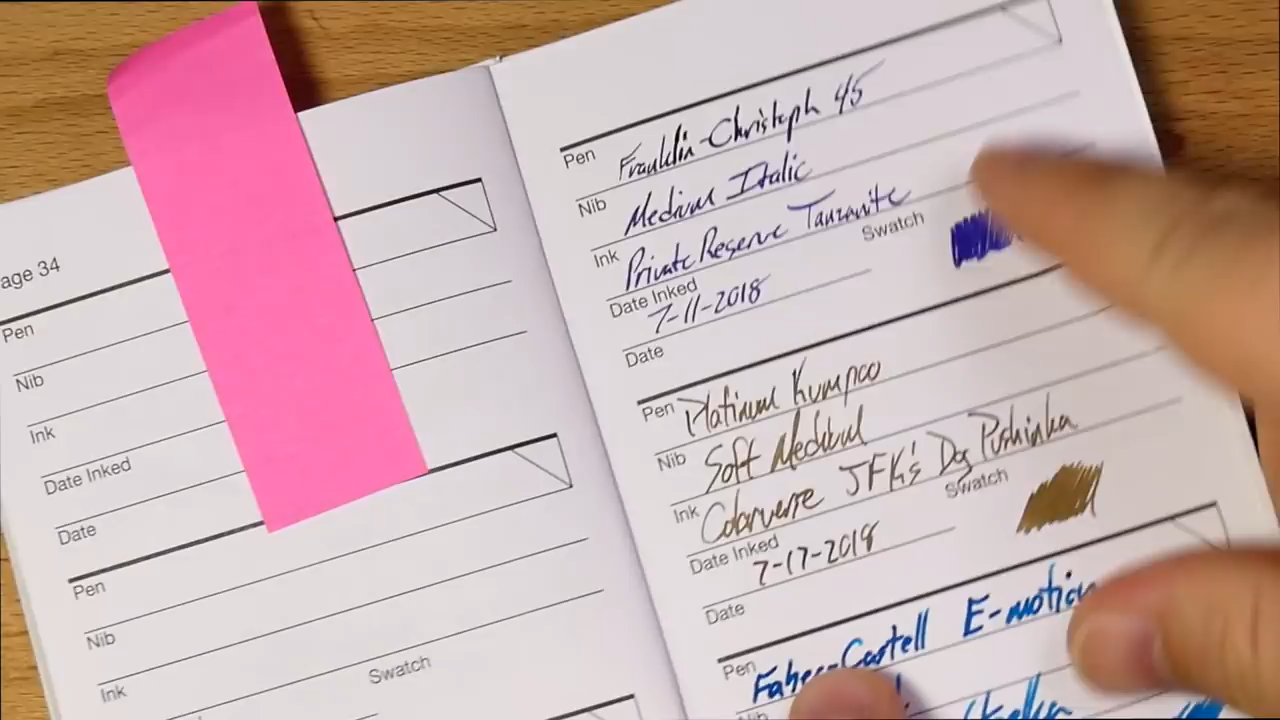 age 34
Pen
Nib
Ink
Date Inked
Date
Pen
Nib
Ink
Swatch
Pen Franklin-Christoph 45
Nib Medium Italic
Ink Private Reserve Tanzanite
Swatch
Date Inked 7-11-2018
Date
Pen Platinum Kumpoo
Nib Soft Medium
Ink Colorverse JFK's Dog Pushinka
Swatch
Date Inked 7-17-2018
Date
Pen Faber-Castell E-motion
Nib